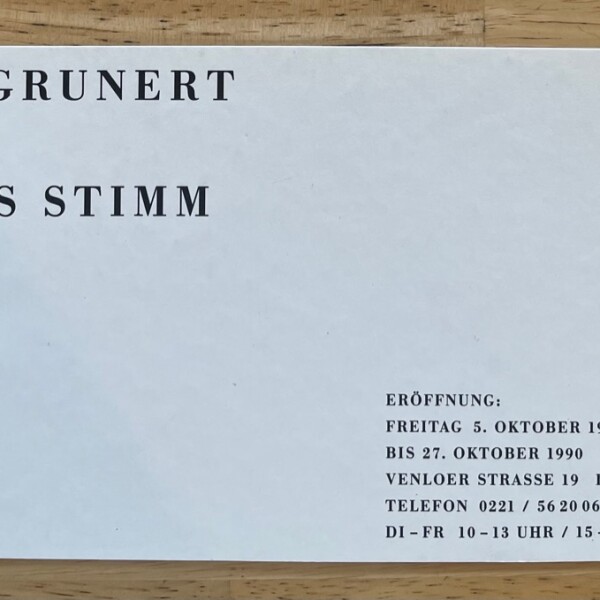 GRUNERT
S STIMM
ERÖFFNUNG:
FREITAG 5. OKTOBER 19
BIS 27. OKTOBER 1990
VENLOER STRASSE 19
TELEFON 0221 / 56 20 06
DI – FR 10 – 13 UHR / 15 –